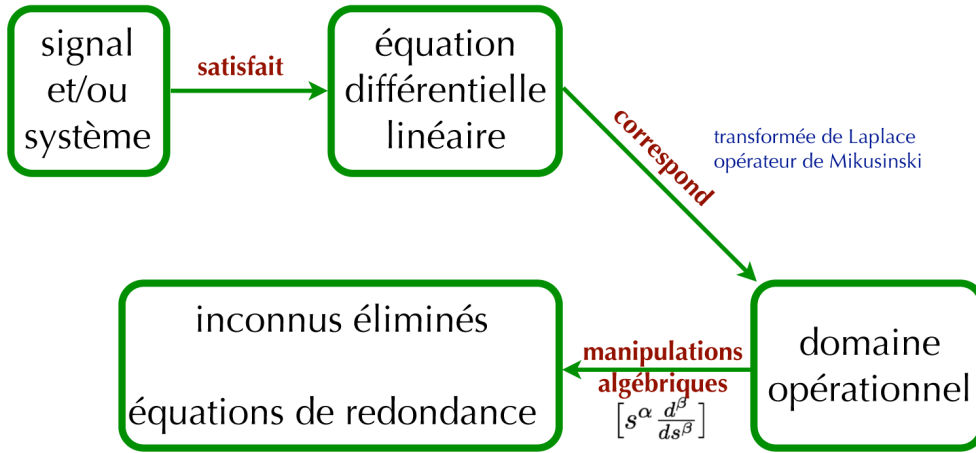 signal
et/ou
système
satisfait
équation
différentielle
linéaire
correspond
transformée de Laplace
opérateur de Mikusinski
domaine
opérationnel
manipulations
algébriques
[s^α d^β/ds^β]
inconnus éliminés
équations de redondance